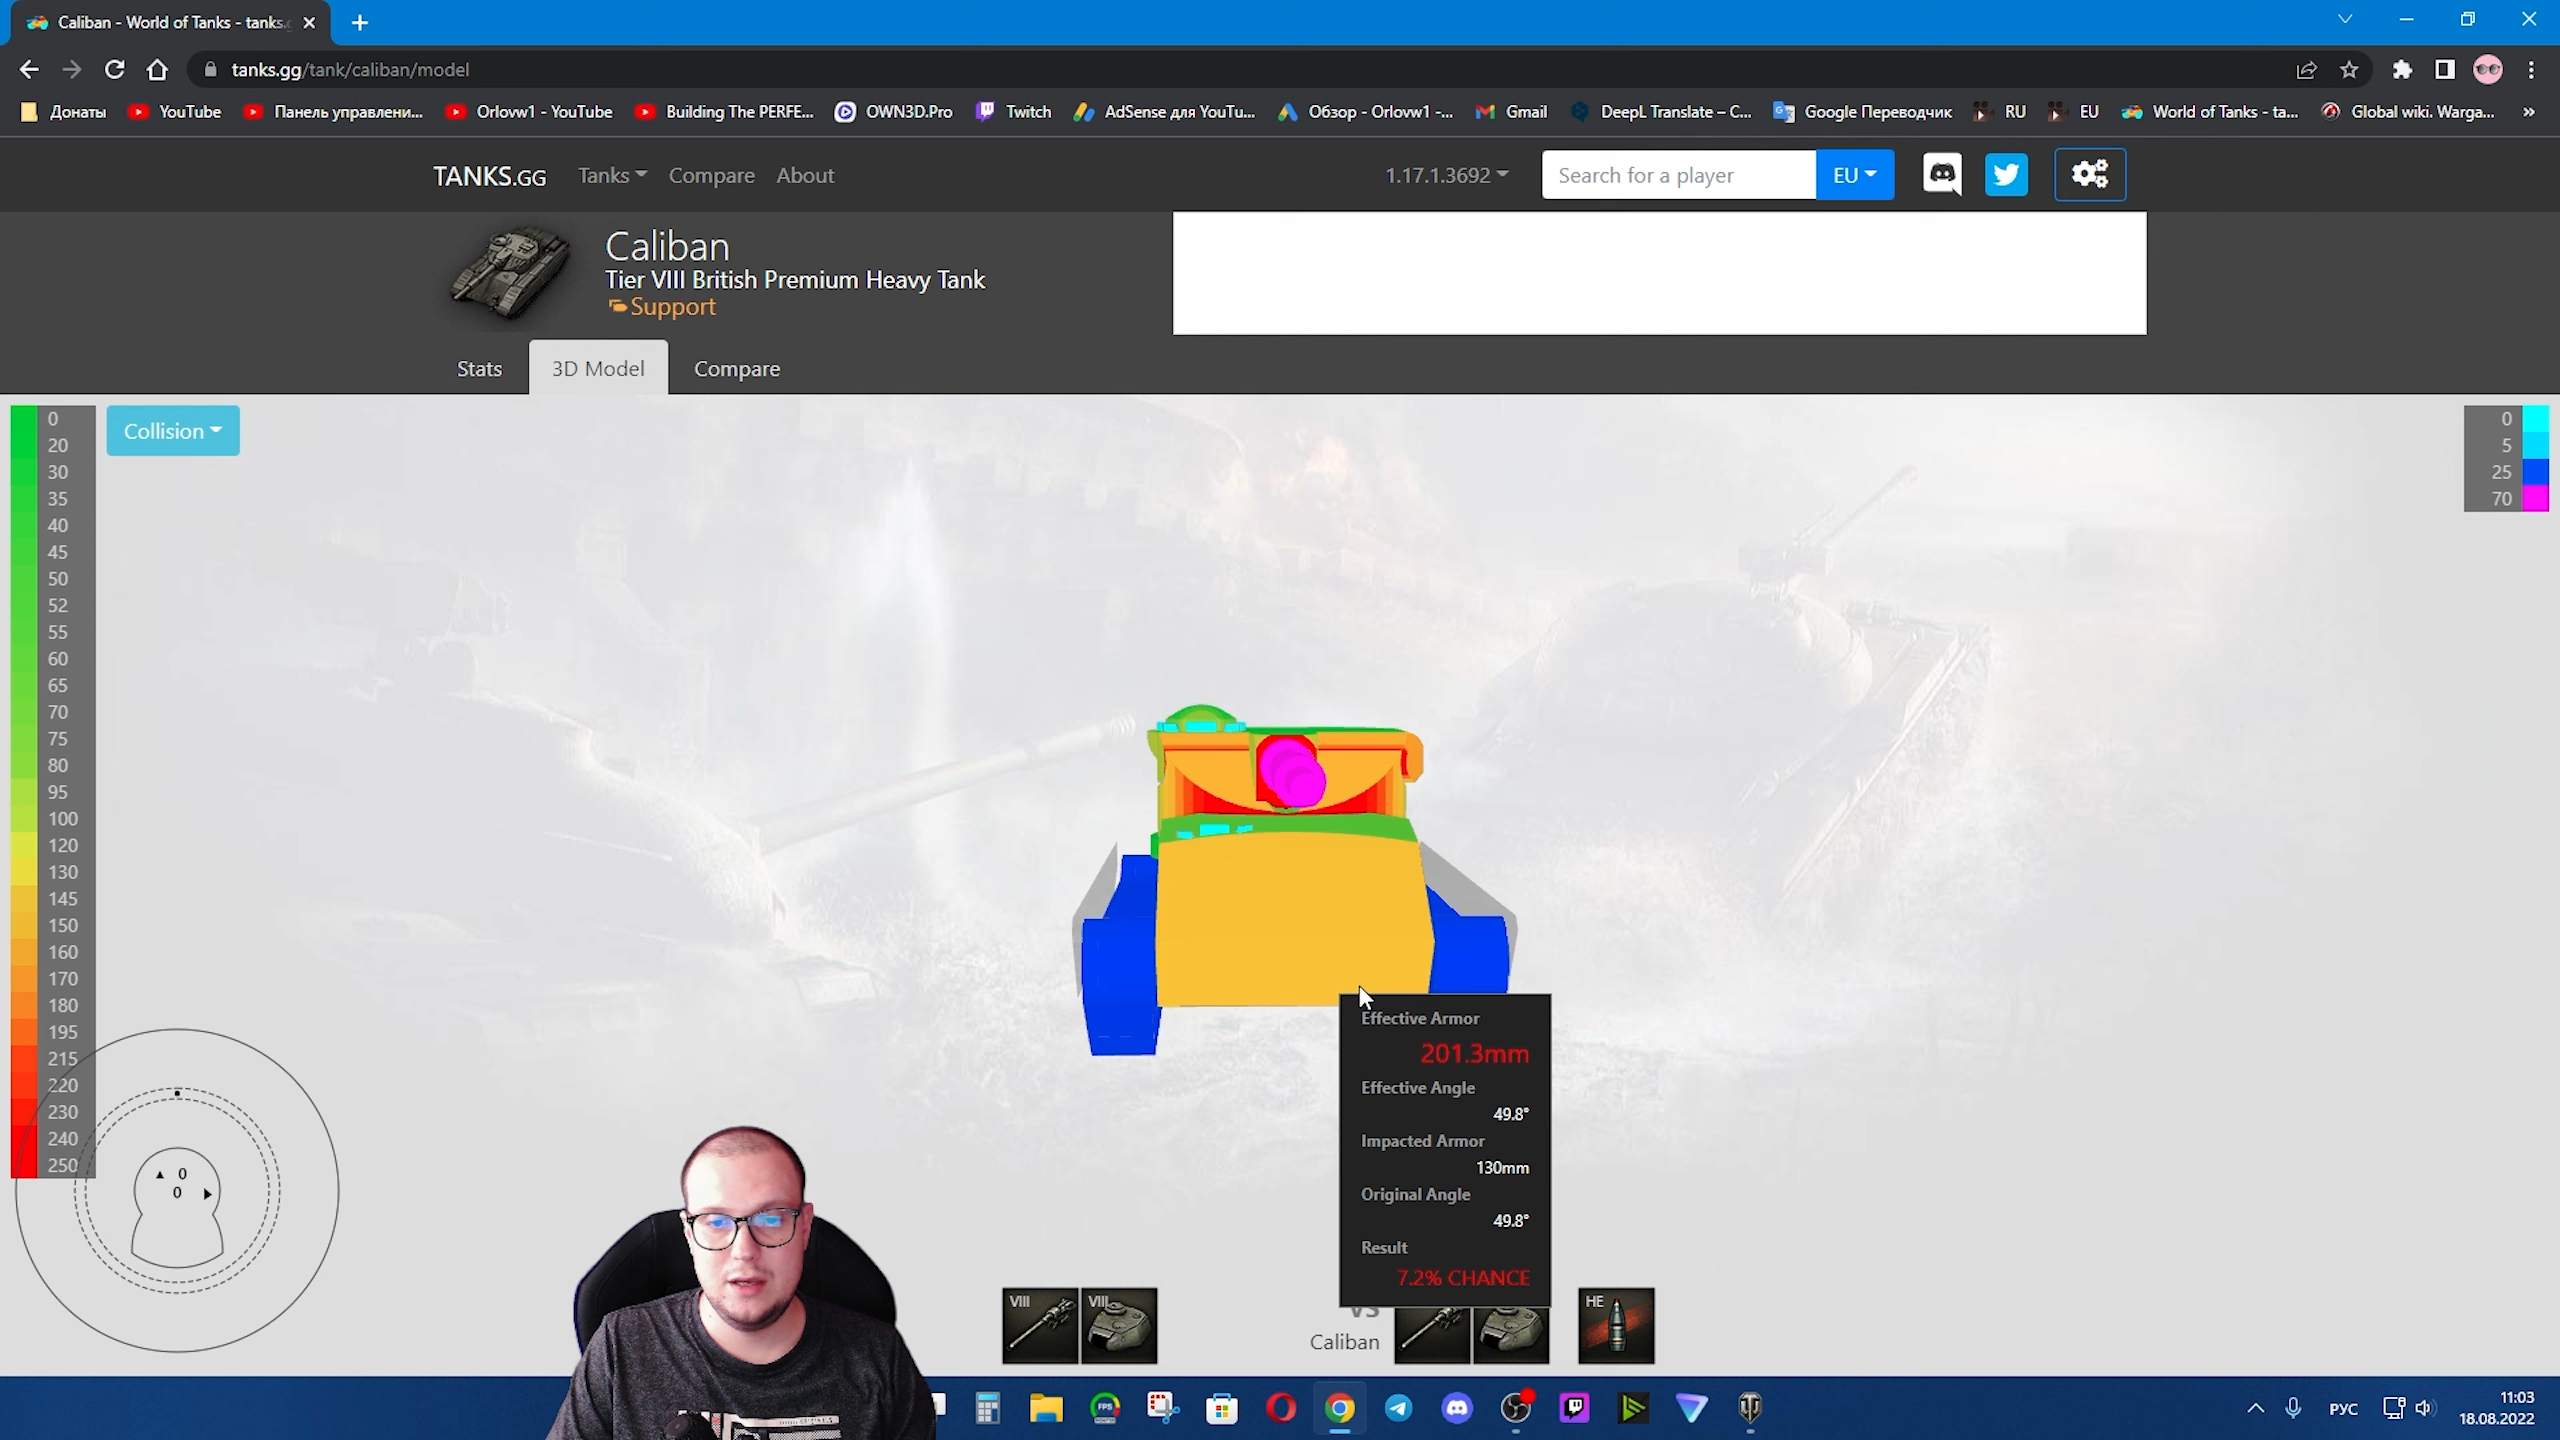 Caliban - World of Tanks - tanks.g
tanks.gg/tank/caliban/model
Донаты
YouTube
Панель управлени...
Orlovw1 - YouTube
Building The PERFE...
OWN3D.Pro
Twitch
AdSense для YouTu...
Обзор - Orlovw1 -...
Gmail
DeepL Translate – C...
Google Переводчик
RU
EU
World of Tanks - ta...
Global wiki. Warga...
TANKS.GG
Tanks
Compare
About
1.17.1.3692
Search for a player
EU
Caliban
Tier VIII British Premium Heavy Tank
Support
Stats
3D Model
Compare
Collision
0
20
30
35
40
45
50
52
55
60
65
70
75
80
95
100
120
130
145
150
160
170
180
195
215
220
230
240
250
0
5
25
70
0
0
Effective Armor
201.3mm
Effective Angle
49.8°
Impacted Armor
130mm
Original Angle
49.8°
Result
7.2% CHANCE
VIII
VIII
vs
Caliban
HE
FPS
РУС
11:03
18.08.2022